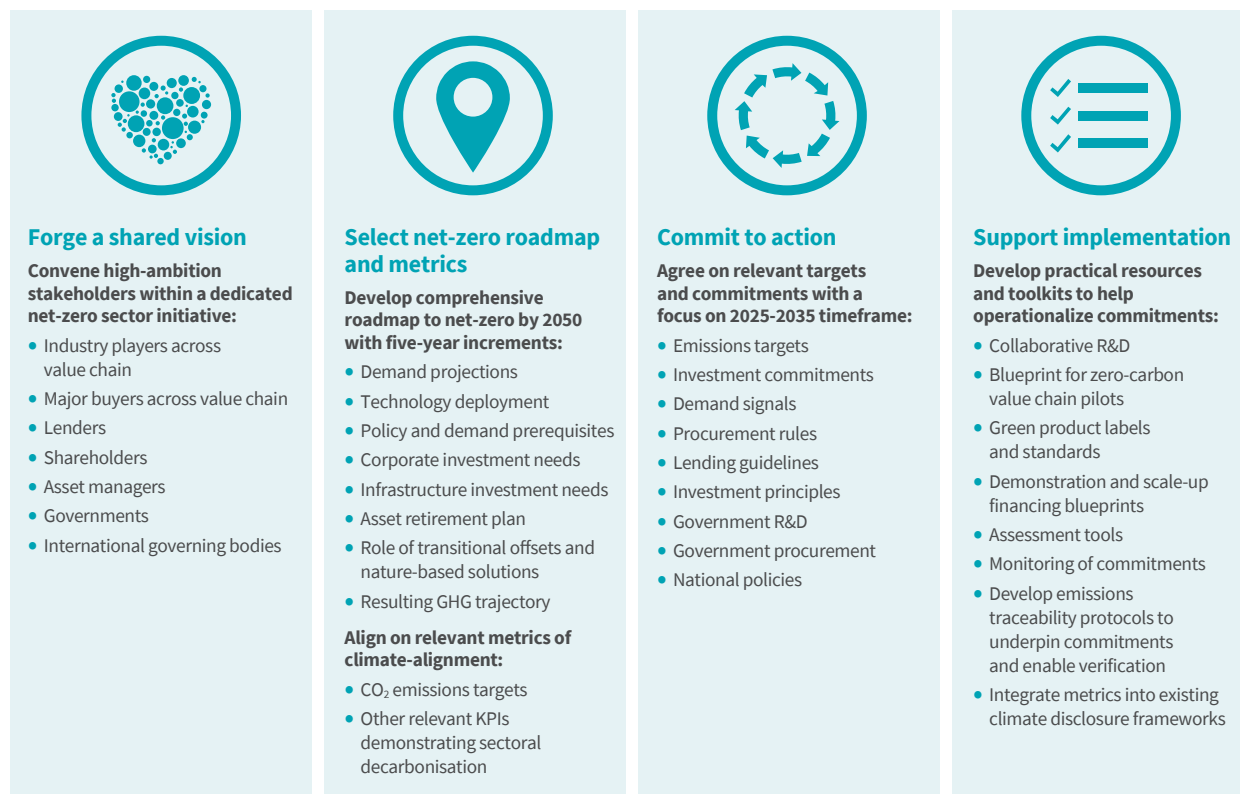 Forge a shared vision
Convene high-ambition
stakeholders within a dedicated
net-zero sector initiative:
• Industry players across
value chain
• Major buyers across value chain
• Lenders
• Shareholders
• Asset managers
• Governments
• International governing bodies
Select net-zero roadmap
and metrics
Develop comprehensive
roadmap to net-zero by 2050
with five-year increments:
• Demand projections
• Technology deployment
• Policy and demand prerequisites
• Corporate investment needs
• Infrastructure investment needs
• Asset retirement plan
• Role of transitional offsets and
nature-based solutions
• Resulting GHG trajectory
Align on relevant metrics of
climate-alignment:
• CO₂ emissions targets
• Other relevant KPIs
demonstrating sectoral
decarbonisation
Commit to action
Agree on relevant targets
and commitments with a
focus on 2025-2035 timeframe:
• Emissions targets
• Investment commitments
• Demand signals
• Procurement rules
• Lending guidelines
• Investment principles
• Government R&D
• Government procurement
• National policies
Support implementation
Develop practical resources
and toolkits to help
operationalize commitments:
• Collaborative R&D
• Blueprint for zero-carbon
value chain pilots
• Green product labels
and standards
• Demonstration and scale-up
financing blueprints
• Assessment tools
• Monitoring of commitments
• Develop emissions
traceability protocols to
underpin commitments
and enable verification
• Integrate metrics into existing
climate disclosure frameworks